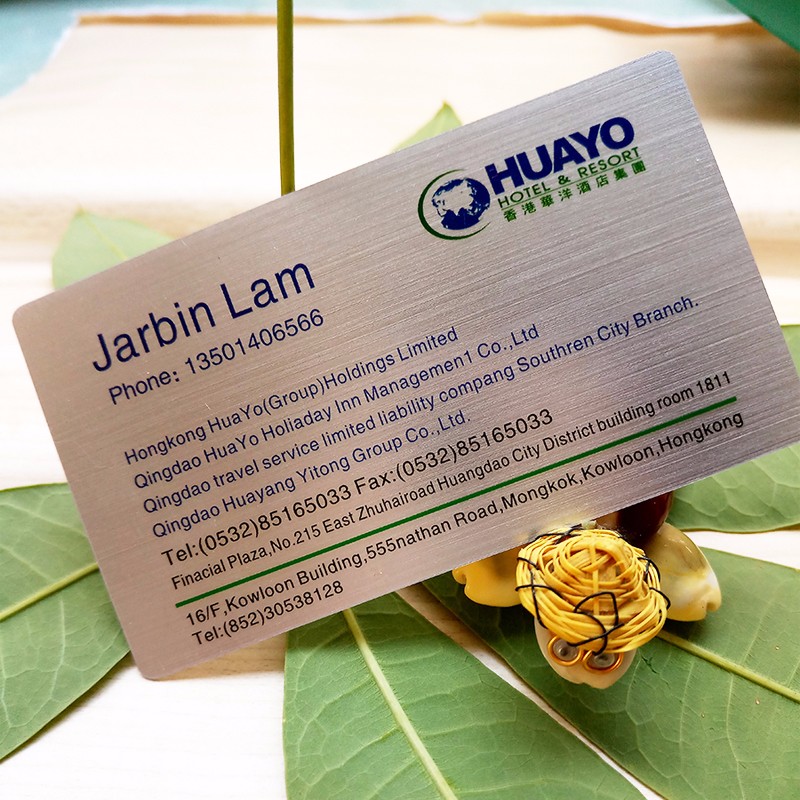 HUAYO
HOTEL & RESORT
香港華洋酒店集團
Jarbin Lam
Phone: 13501406566
Hongkong HuaYo(Group)Holdings Limited
Qingdao HuaYo Holiaday Inn Managemen1 Co.,Ltd
Qingdao travel service limited liability compang Southren City Branch.
Qingdao Huayang Yitong Group Co.,Ltd.
Tel:(0532)85165033 Fax:(0532)85165033
Finacial Plaza,No.215 East Zhuhairoad Huangdao City District building room 1811
16/F,Kowloon Building,555nathan Road,Mongkok,Kowloon,Hongkong
Tel:(852)30538128